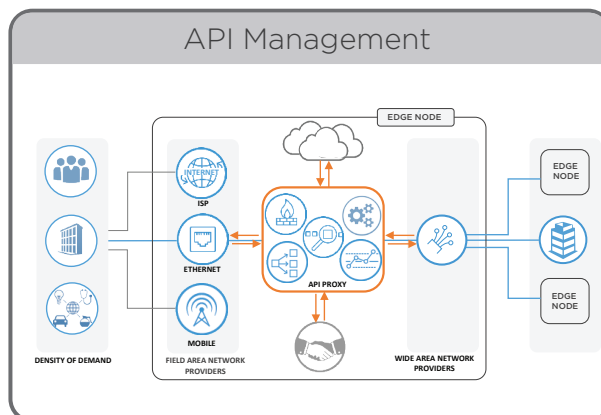 API Management
EDGE NODE
INTERNET
ISP
ETHERNET
MOBILE
API PROXY
EDGE
NODE
EDGE
NODE
DENSITY OF DEMAND
FIELD AREA NETWORK
PROVIDERS
WIDE AREA NETWORK
PROVIDERS